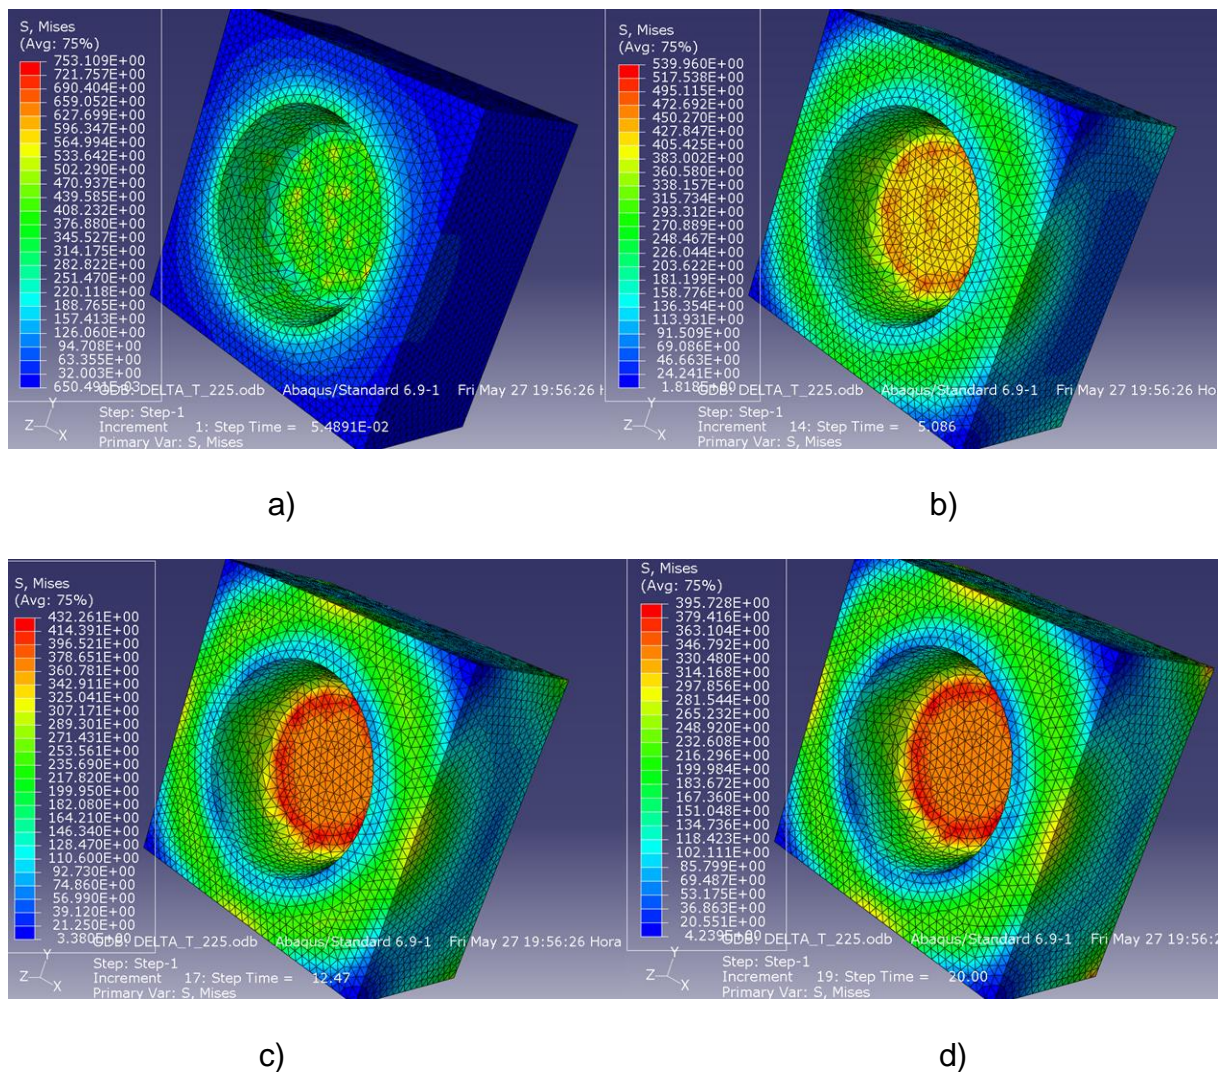 S, Mises
(Avg: 75%)
753.109E+00
721.757E+00
690.404E+00
659.052E+00
627.699E+00
596.347E+00
564.994E+00
533.642E+00
502.290E+00
470.937E+00
439.585E+00
408.232E+00
376.880E+00
345.527E+00
314.175E+00
282.822E+00
251.470E+00
220.118E+00
188.765E+00
157.413E+00
126.060E+00
94.708E+00
63.355E+00
32.003E+00
650.491E-03
ODB: DELTA_T_225.odb Abaqus/Standard 6.9-1 Fri May 27 19:56:26 H
Y
Z
X
Step: Step-1
Increment 1: Step Time = 5.4891E-02
Primary Var: S, Mises
S, Mises
(Avg: 75%)
539.960E+00
517.538E+00
495.115E+00
472.692E+00
450.270E+00
427.847E+00
405.425E+00
383.002E+00
360.580E+00
338.157E+00
315.734E+00
293.312E+00
270.889E+00
248.467E+00
226.044E+00
203.622E+00
181.199E+00
158.776E+00
136.354E+00
113.931E+00
91.509E+00
69.086E+00
46.663E+00
24.241E+00
1.818E+00
ODB: DELTA_T_225.odb Abaqus/Standard 6.9-1 Fri May 27 19:56:26 Ho
Y
Z
X
Step: Step-1
Increment 14: Step Time = 5.086
Primary Var: S, Mises
a)
b)
S, Mises
(Avg: 75%)
432.261E+00
414.391E+00
396.521E+00
378.651E+00
360.781E+00
342.911E+00
325.041E+00
307.171E+00
289.301E+00
271.431E+00
253.561E+00
235.690E+00
217.820E+00
199.950E+00
182.080E+00
164.210E+00
146.340E+00
128.470E+00
110.600E+00
92.730E+00
74.860E+00
56.990E+00
39.120E+00
21.250E+00
3.380E+00
ODB: DELTA_T_225.odb Abaqus/Standard 6.9-1 Fri May 27 19:56:26 Hora
Y
Z
X
Step: Step-1
Increment 17: Step Time = 12.47
Primary Var: S, Mises
S, Mises
(Avg: 75%)
395.728E+00
379.416E+00
363.104E+00
346.792E+00
330.480E+00
314.168E+00
297.856E+00
281.544E+00
265.232E+00
248.920E+00
232.608E+00
216.296E+00
199.984E+00
183.672E+00
167.360E+00
151.048E+00
134.736E+00
118.423E+00
102.111E+00
85.799E+00
69.487E+00
53.175E+00
36.863E+00
20.551E+00
4.239E+00
ODB: DELTA_T_225.odb Abaqus/Standard 6.9-1 Fri May 27 19:56:2
Y
Z
X
Step: Step-1
Increment 19: Step Time = 20.00
Primary Var: S, Mises
c)
d)